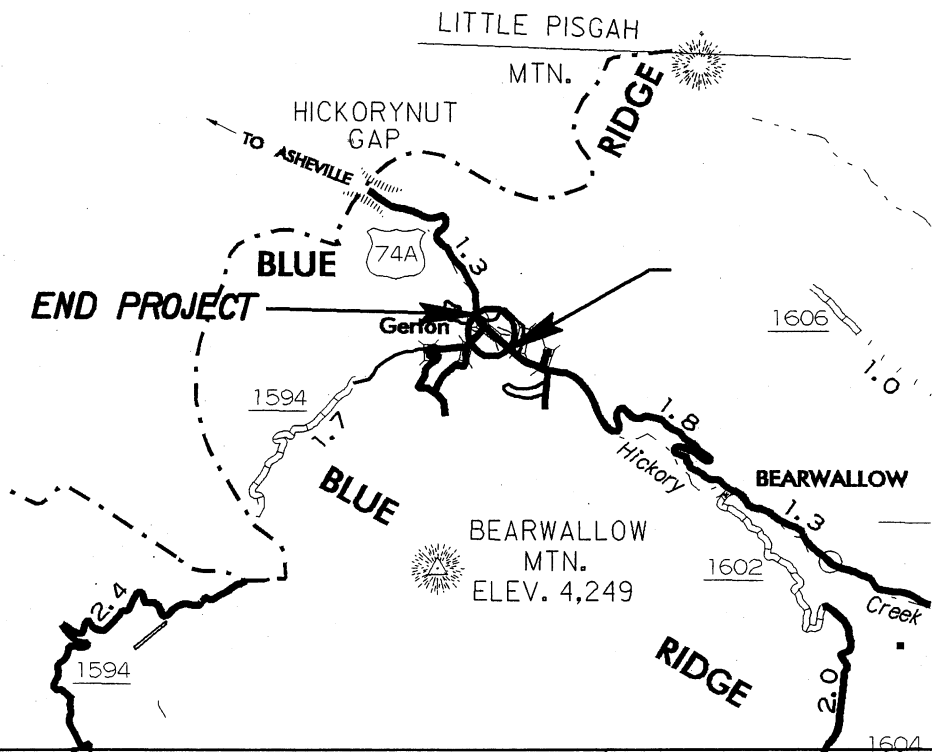 LITTLE PISGAH
MTN.
RIDGE
HICKORYNUT
GAP
TO ASHEVILLE
BLUE
74A
1.3
END PROJECT
Gerton
1606
1.0
1594
1.7
1.8
Hickory
BEARWALLOW
BLUE
1.3
BEARWALLOW
MTN.
ELEV. 4,249
1602
Creek
2.4
1594
RIDGE
2.0
1604